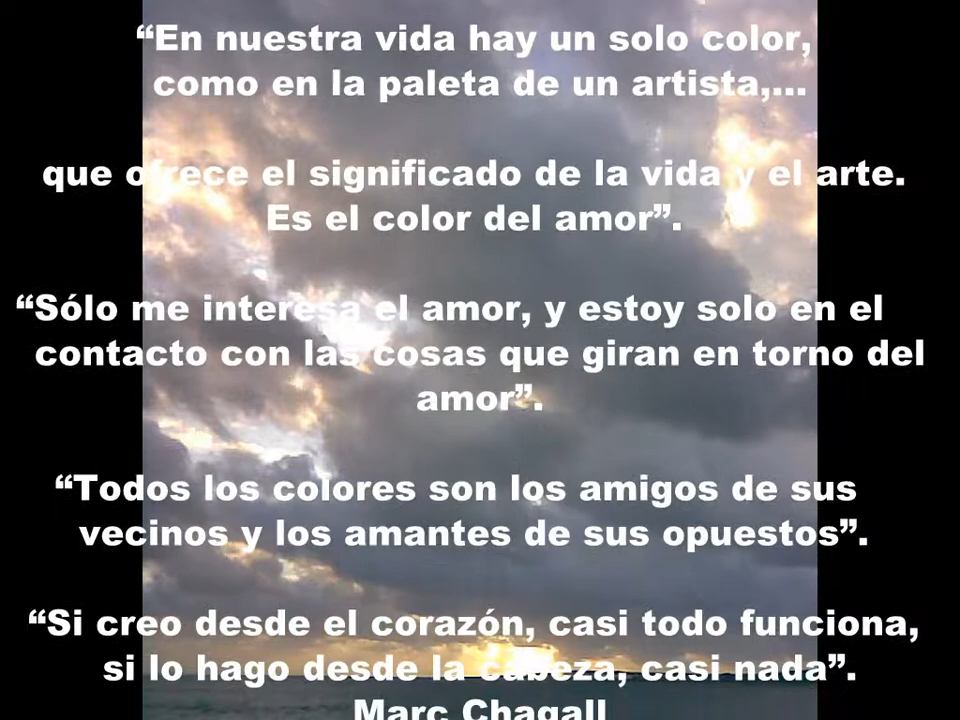 “En nuestra vida hay un solo color,
como en la paleta de un artista,...
que ofrece el significado de la vida y el arte.
Es el color del amor”.
“Sólo me interesa el amor, y estoy solo en el
contacto con las cosas que giran en torno del
amor”.
“Todos los colores son los amigos de sus
vecinos y los amantes de sus opuestos”.
“Si creo desde el corazón, casi todo funciona,
si lo hago desde la cabeza, casi nada”.
Marc Chagall